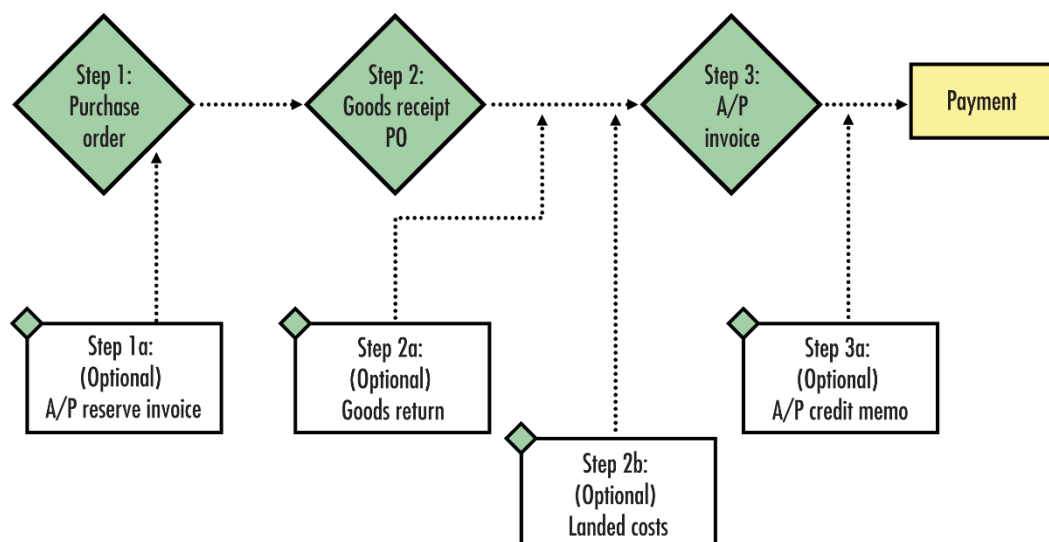 Step 1:
Purchase
order
Step 2:
Goods receipt
PO
Step 3:
A/P
invoice
Payment
Step 1a:
(Optional)
A/P reserve invoice
Step 2a:
(Optional)
Goods return
Step 3a:
(Optional)
A/P credit memo
Step 2b:
(Optional)
Landed costs